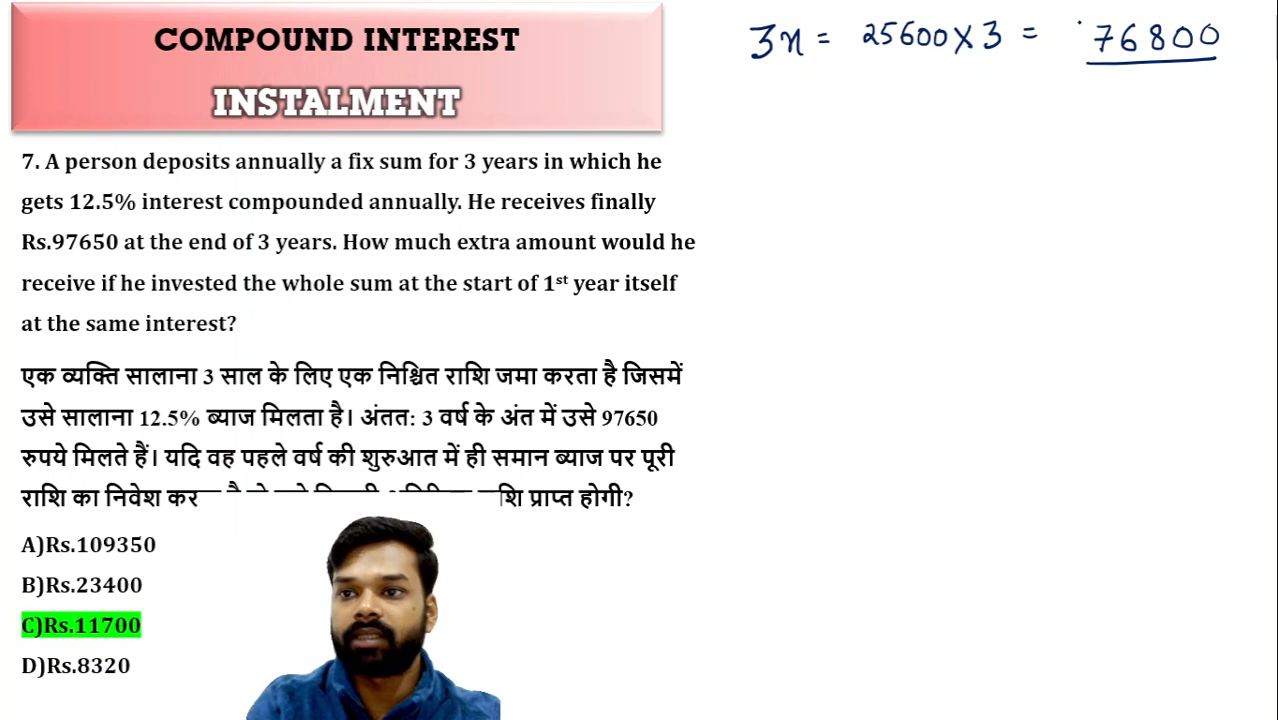 COMPOUND INTEREST
INSTALMENT
3x = 25600 X 3 = 76800
7. A person deposits annually a fix sum for 3 years in which he
gets 12.5% interest compounded annually. He receives finally
Rs.97650 at the end of 3 years. How much extra amount would he
receive if he invested the whole sum at the start of 1st year itself
at the same interest?
एक व्यक्ति सालाना 3 साल के लिए एक निश्चित राशि जमा करता है जिसमें
उसे सालाना 12.5% ब्याज मिलता है। अंतत: 3 वर्ष के अंत में उसे 97650
रुपये मिलते हैं। यदि वह पहले वर्ष की शुरुआत में ही समान ब्याज पर पूरी
राशि का निवेश प्राप्त होगी?
A)Rs.109350
B)Rs.23400
C)Rs.11700
D)Rs.8320